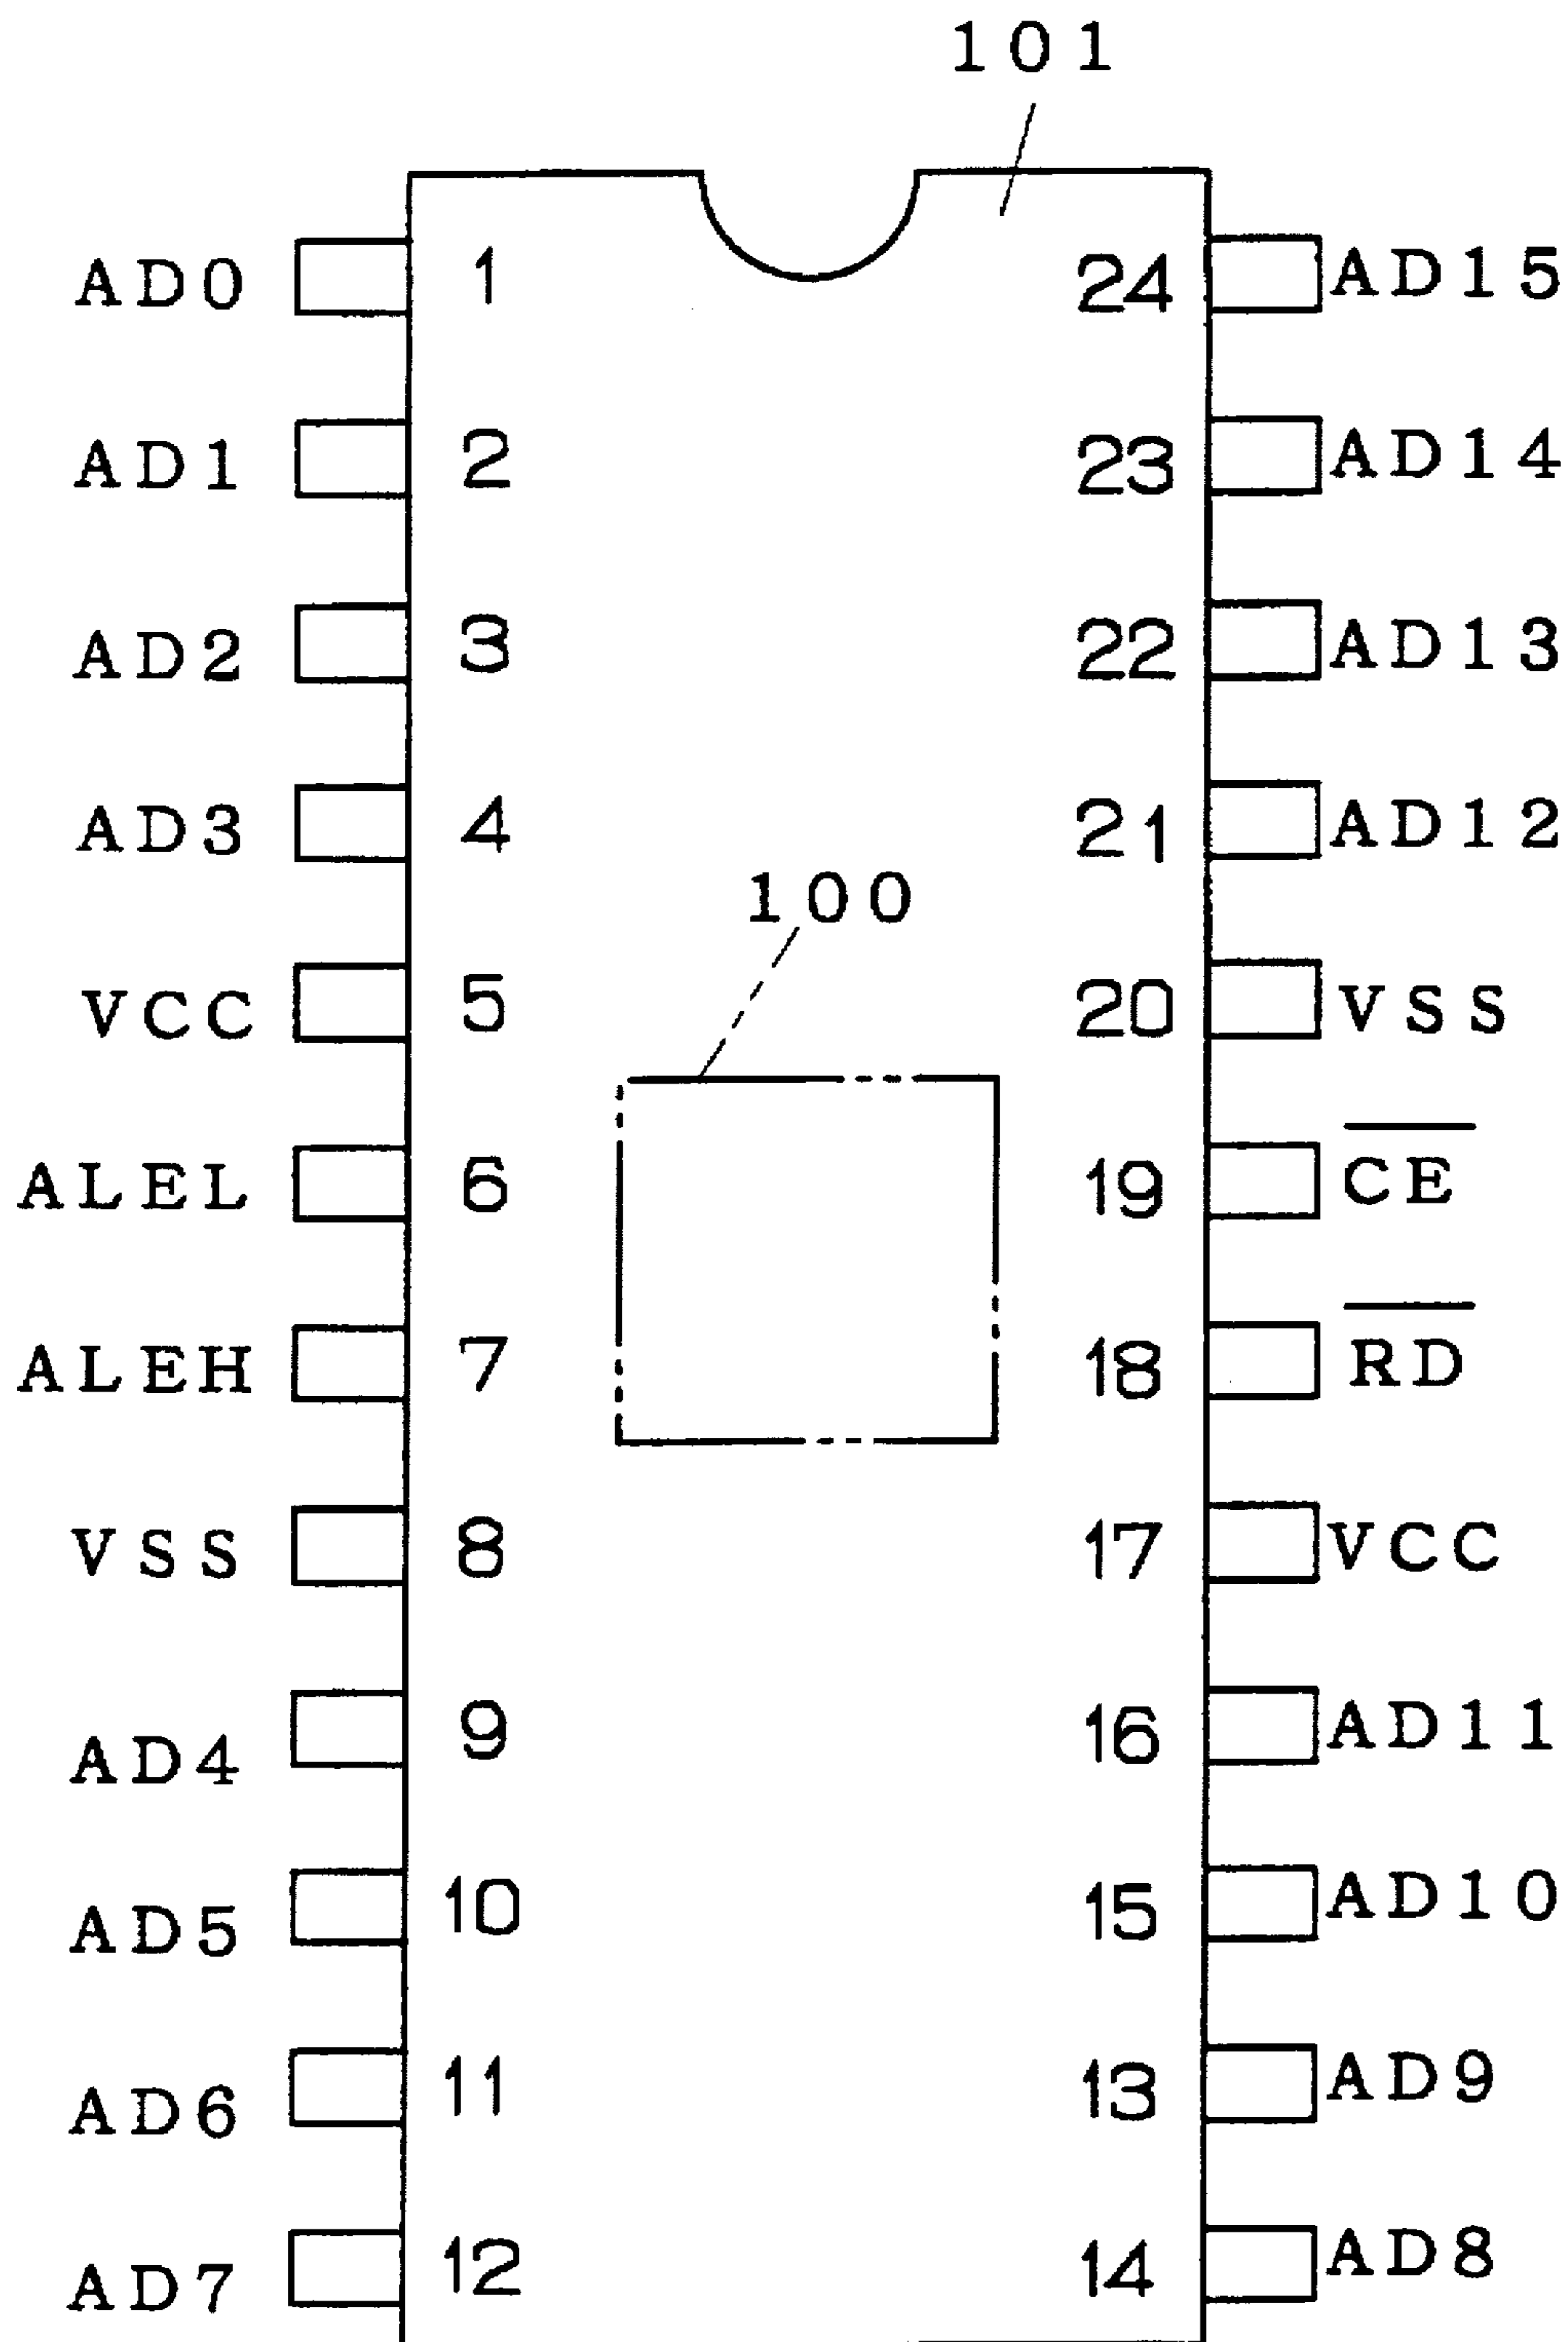 101
AD0 1 24 AD15
AD1 2 23 AD14
AD2 3 22 AD13
AD3 4 21 AD12
100
VCC 5 20 VSS
ALEL 6 19 C̅E̅
ALEH 7 18 R̅D̅
VSS 8 17 VCC
AD4 9 16 AD11
AD5 10 15 AD10
AD6 11 13 AD9
AD7 12 14 AD8